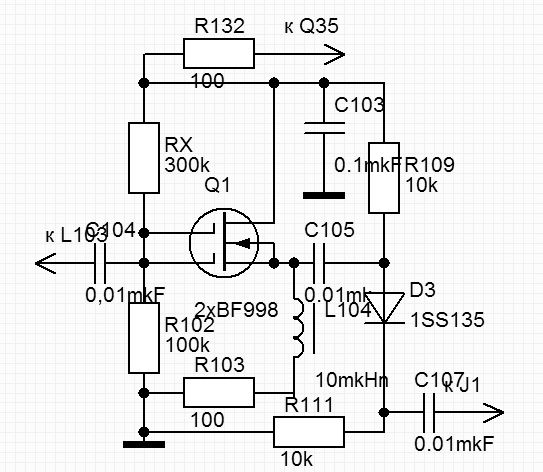 R132
к Q35
100
C103
RX
300k
0.1mkF
R109
10k
Q1
к L103
C104
C105
0,01mkF
0.01mk
2xBF998
L104
D3
1SS135
R102
100k
R103
10mkHn
C107
к J1
100
R111
0.01mkF
10k